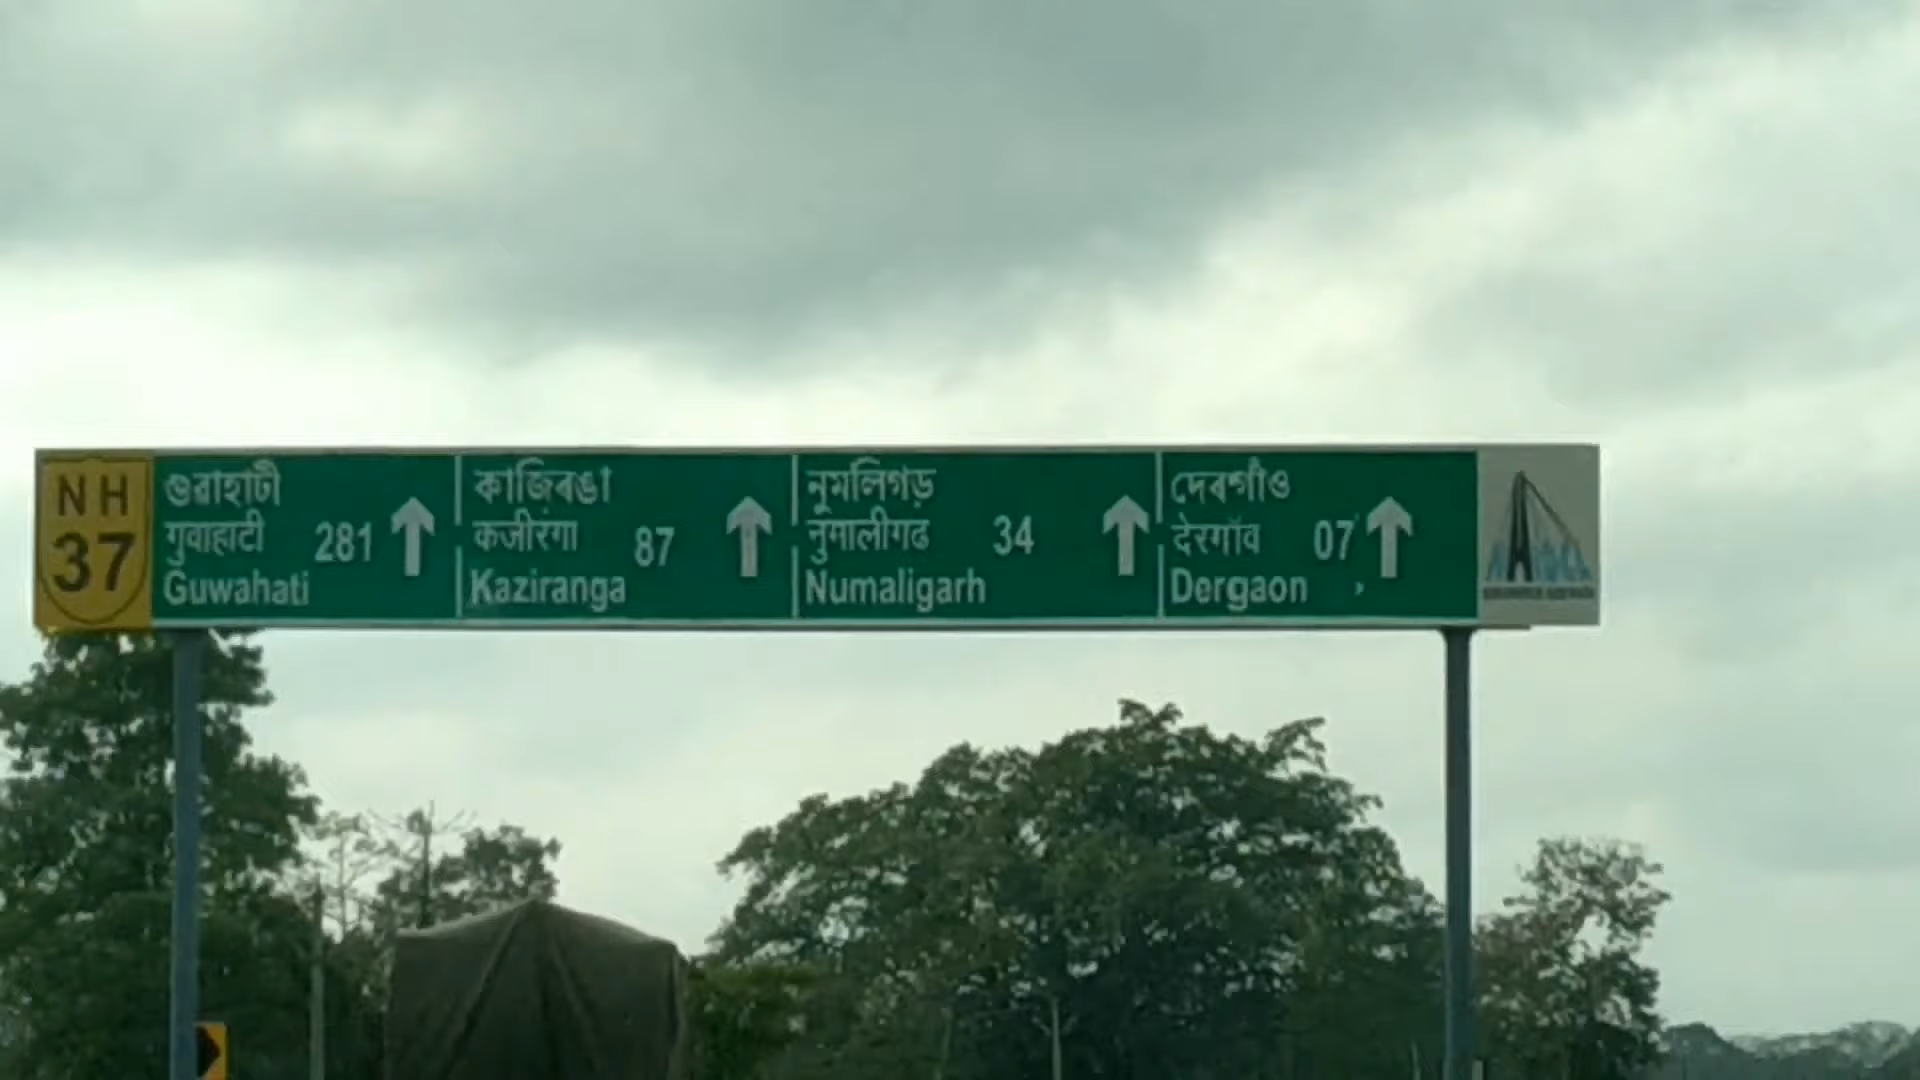 NH
37
গুৱাহাটী
गुवाहाटी
Guwahati
281
কাজিৰঙা
कजीरंगा
Kaziranga
87
নুমলিগড়
नुगालीगढ
Numaligarh
34
দেৰগাঁও
देरगॉव
Dergaon
07